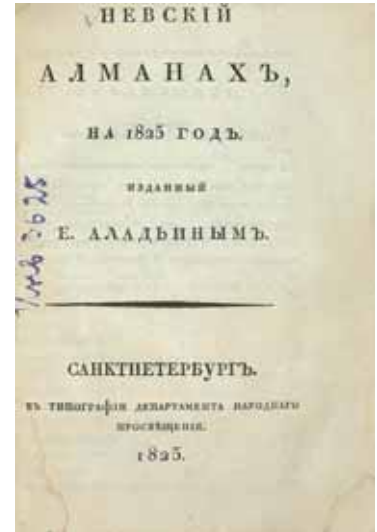 НЕВСКІЙ
АЛМАНАХЪ,
НА 1825 ГОДЪ.
ИЗДАННЫЙ
Е. АЛАДЬИНЫМЪ.
САНКТПЕТЕРБУРГЪ.
ВЪ ТИПОГРАФІИ ДЕПАРТАМЕНТА НАРОДНАГО
ПРОСВѢЩЕНІЯ.
1825.